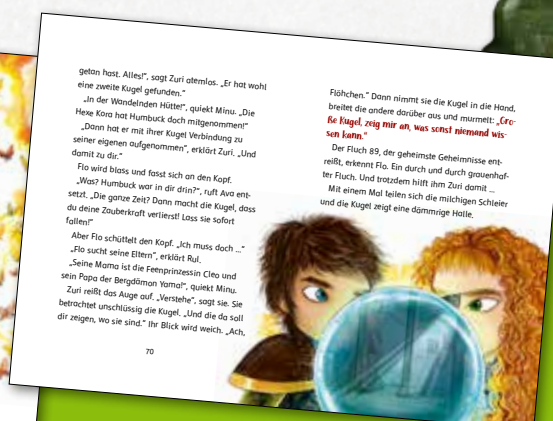 getan hast. Alles!“, sagt Zuri atemlos. „Er hat wohl
eine zweite Kugel gefunden.“
„In der Wandelnden Hütte!“, quiekt Minu. „Die
Hexe Kora hat Humbuck doch mitgenommen!“
„Dann hat er mit ihrer Kugel Verbindung zu
seiner eigenen aufgenommen“, erklärt Zuri. „Und
damit zu dir.“
Flo wird blass und fasst sich an den Kopf.
„Was? Humbuck war in dir drin?“, ruft Ava ent-
setzt. „Die ganze Zeit? Dann macht die Kugel, dass
du deine Zauberkraft verlierst! Lass sie sofort
fallen!“
Aber Flo schüttelt den Kopf. „Ich muss doch ...“
„Flo sucht seine Eltern“, erklärt Rul.
„Seine Mama ist die Feenprinzessin Cleo und
sein Papa der Bergdämon Yama!“, quiekt Minu.
Zuri reißt das Auge auf. „Verstehe“, sagt sie. Sie
betrachtet unschlüssig die Kugel. „Und die da soll
dir zeigen, wo sie sind.“ Ihr Blick wird weich. „Ach,
70
Flöhchen.“ Dann nimmt sie die Kugel in die Hand,
breitet die andere darüber aus und murmelt: „Gro-
ße Kugel, zeig mir an, was sonst niemand wis-
sen kann.“
Der Fluch 89, der geheimste Geheimnisse ent-
reißt, erkennt Flo. Ein durch und durch grauenhaf-
ter Fluch. Und trotzdem hilft ihm Zuri damit ...
Mit einem Mal teilen sich die milchigen Schleier
und die Kugel zeigt eine dämmrige Halle.